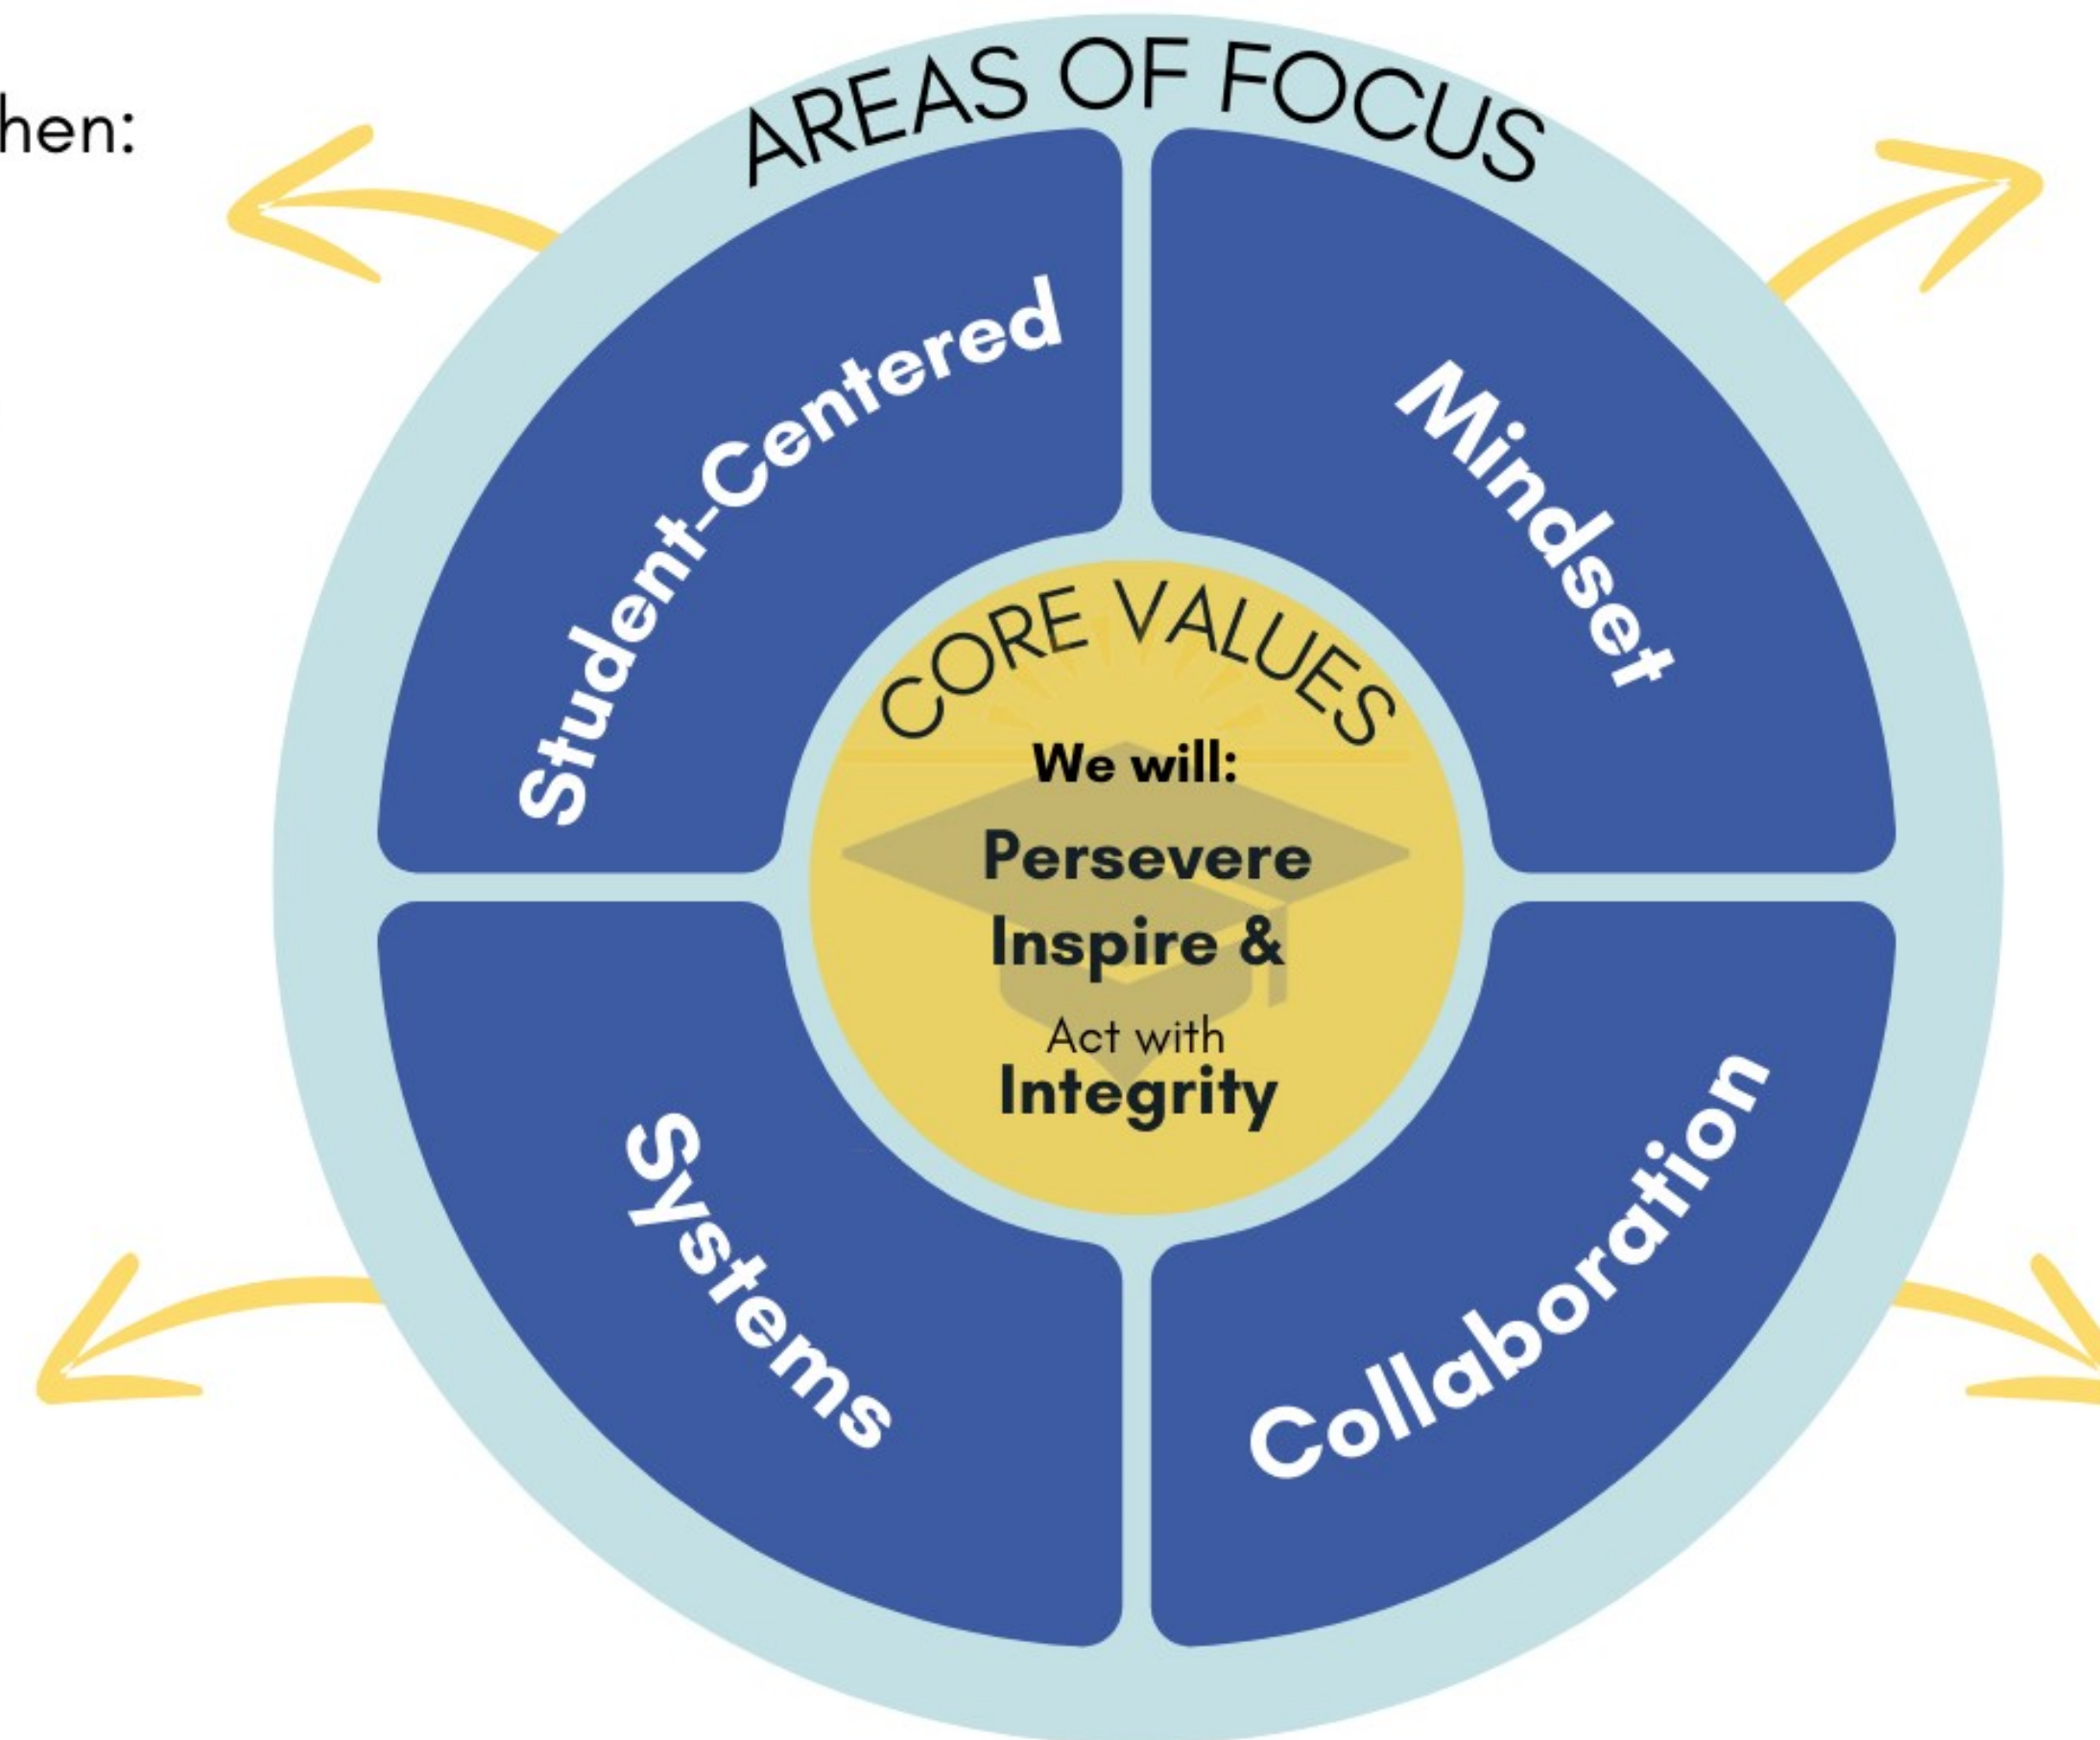 hen:
AREAS OF FOCUS
Student-Centered
Mindset
CORE VALUES
We will:
Persevere
Inspire &
Act with
Integrity
Systems
Collaboration